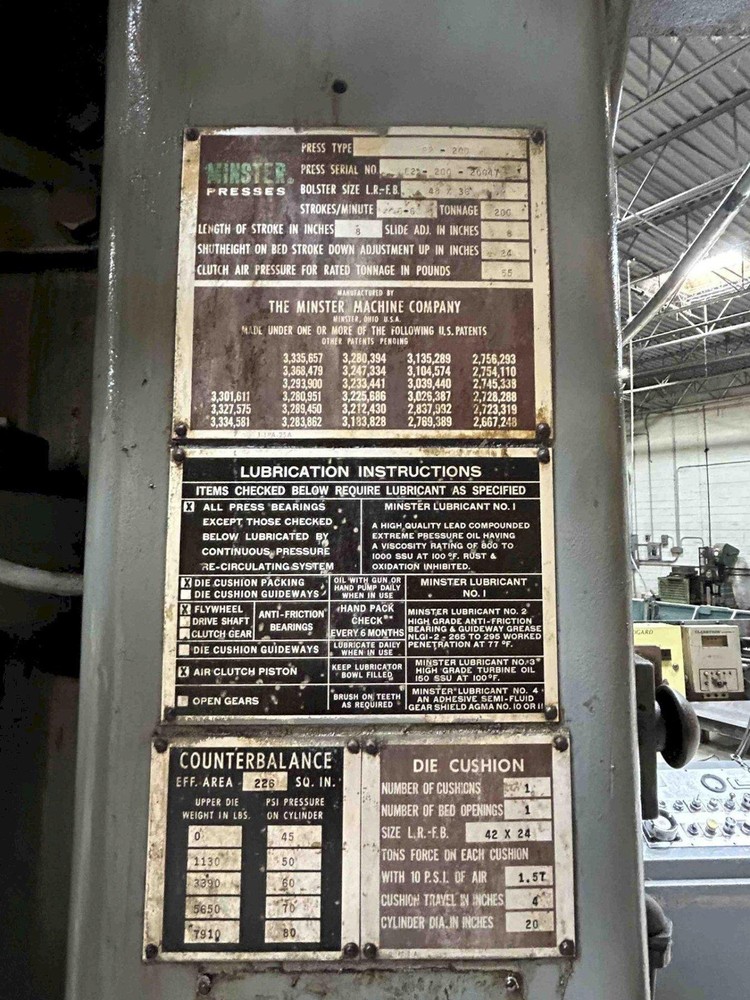 MINSTER
PRESSES
PRESS TYPE - 200
PRESS SERIAL NO.
BOLSTER SIZE L.R.-F.B. 48 X 36
STROKES/MINUTE TONNAGE 200
LENGTH OF STROKE IN INCHES 8 SLIDE ADJ. IN INCHES 8
SHUTHEIGHT ON BED STROKE DOWN ADJUSTMENT UP IN INCHES 24
CLUTCH AIR PRESSURE FOR RATED TONNAGE IN POUNDS 55
MANUFACTURED BY
THE MINSTER MACHINE COMPANY
MINSTER, OHIO U.S.A.
MADE UNDER ONE OR MORE OF THE FOLLOWING U.S. PATENTS
OTHER PATENTS PENDING
3,335,657 3,280,394 3,135,289 2,756,293
3,368,479 3,247,334 3,104,574 2,754,110
3,293,900 3,233,441 3,039,440 2,745,338
3,301,611 3,280,951 3,225,686 3,026,387 2,728,288
3,327,575 3,289,450 3,212,430 2,837,932 2,723,319
3,334,581 3,283,862 3,183,828 2,769,389 2,667,248
LUBRICATION INSTRUCTIONS
ITEMS CHECKED BELOW REQUIRE LUBRICANT AS SPECIFIED
X ALL PRESS BEARINGS
EXCEPT THOSE CHECKED
BELOW LUBRICATED BY
CONTINUOUS PRESSURE
RE-CIRCULATING SYSTEM
MINSTER LUBRICANT NO. 1
A HIGH QUALITY LEAD COMPOUNDED
EXTREME PRESSURE OIL HAVING
A VISCOSITY RATING OF 800 TO
1000 SSU AT 100 °F. RUST &
OXIDATION INHIBITED.
X DIE CUSHION PACKING
DIE CUSHION GUIDEWAYS
OIL WITH GUN OR
HAND PUMP DAILY
WHEN IN USE
MINSTER LUBRICANT
NO. 1
X FLYWHEEL
DRIVE SHAFT
CLUTCH GEAR
ANTI-FRICTION
BEARINGS
HAND PACK
CHECK
EVERY 6 MONTHS
MINSTER LUBRICANT NO. 2
HIGH GRADE ANTI-FRICTION
BEARING & GUIDEWAY GREASE
NLGI-2 - 265 TO 295 WORKED
PENETRATION AT 77 °F.
DIE CUSHION GUIDEWAYS
LUBRICATE DAILY
WHEN IN USE
X AIR CLUTCH PISTON
KEEP LUBRICATOR
BOWL FILLED
MINSTER LUBRICANT NO. 3
HIGH GRADE TURBINE OIL
150 SSU AT 100°F.
OPEN GEARS
BRUSH ON TEETH
AS REQUIRED
MINSTER LUBRICANT NO. 4
AN ADHESIVE SEMI-FLUID
GEAR SHIELD AGMA NO. 10 OR 11
COUNTERBALANCE
EFF. AREA 226 SQ. IN.
UPPER DIE PSI PRESSURE
WEIGHT IN LBS. ON CYLINDER
0 45
1130 50
3390 60
5650 70
7910 80
DIE CUSHION
NUMBER OF CUSHIONS 1
NUMBER OF BED OPENINGS 1
SIZE L.R.-F.B. 42 X 24
TONS FORCE ON EACH CUSHION
WITH 10 P.S.I. OF AIR 1.5T
CUSHION TRAVEL IN INCHES 4
CYLINDER DIA. IN INCHES 20